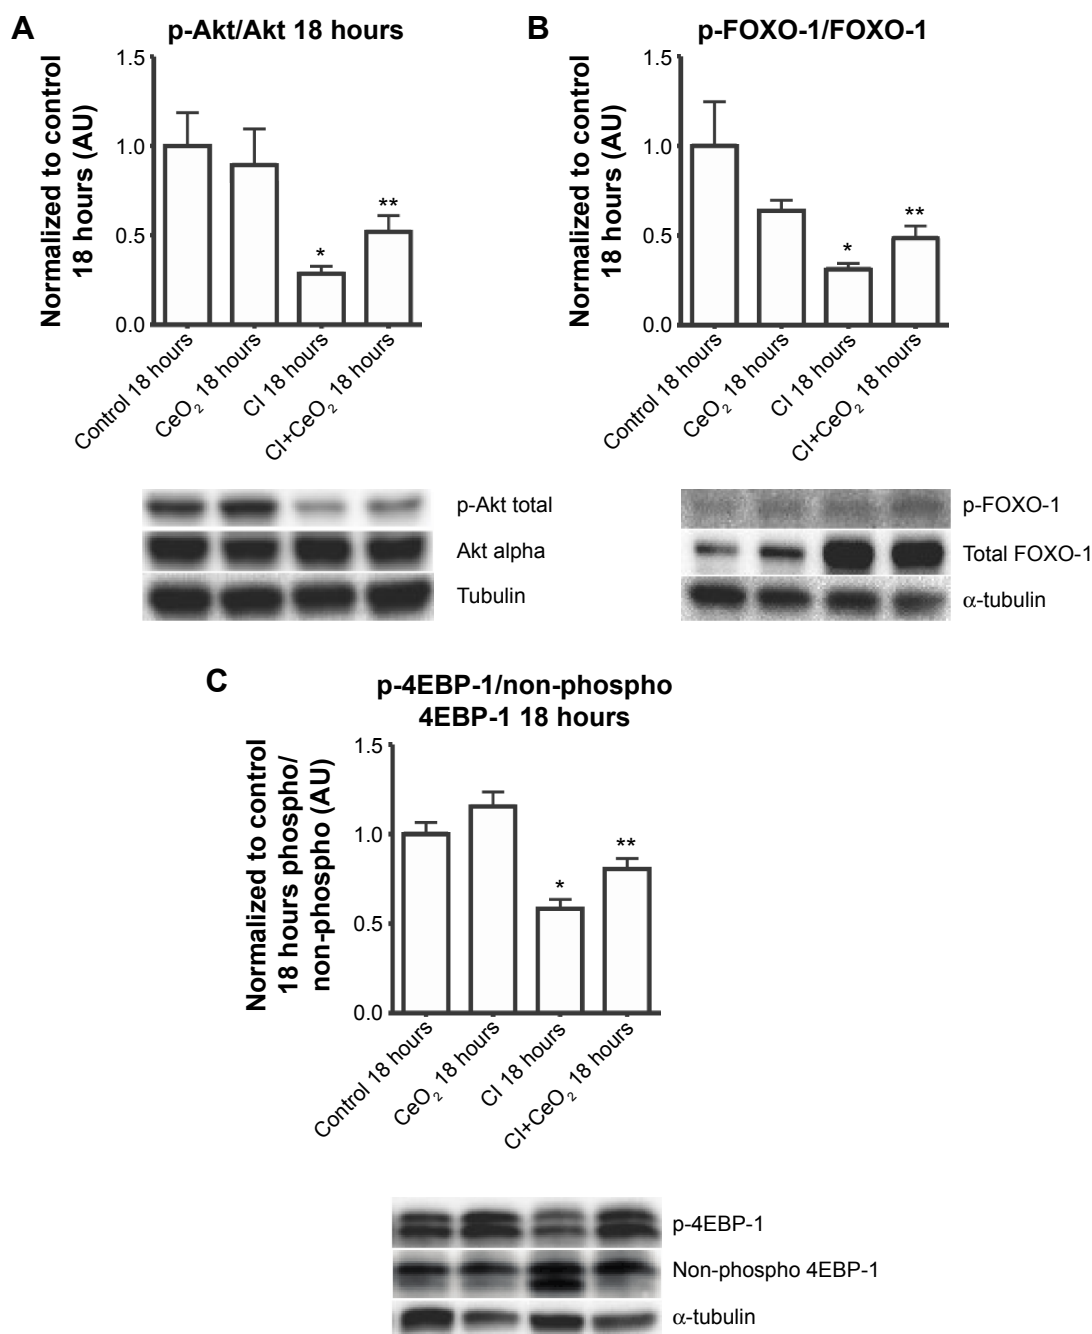 A
p-Akt/Akt 18 hours
Normalized to control
18 hours (AU)
1.5
1.0
0.5
0.0
*
**
Control 18 hours
CeO₂ 18 hours
CI 18 hours
CI+CeO₂ 18 hours
p-Akt total
Akt alpha
Tubulin
B
p-FOXO-1/FOXO-1
Normalized to control
18 hours (AU)
1.5
1.0
0.5
0.0
*
**
Control 18 hours
CeO₂ 18 hours
CI 18 hours
CI+CeO₂ 18 hours
p-FOXO-1
Total FOXO-1
α-tubulin
C
p-4EBP-1/non-phospho
4EBP-1 18 hours
Normalized to control
18 hours phospho/
non-phospho (AU)
1.5
1.0
0.5
0.0
*
**
Control 18 hours
CeO₂ 18 hours
CI 18 hours
CI+CeO₂ 18 hours
p-4EBP-1
Non-phospho 4EBP-1
α-tubulin